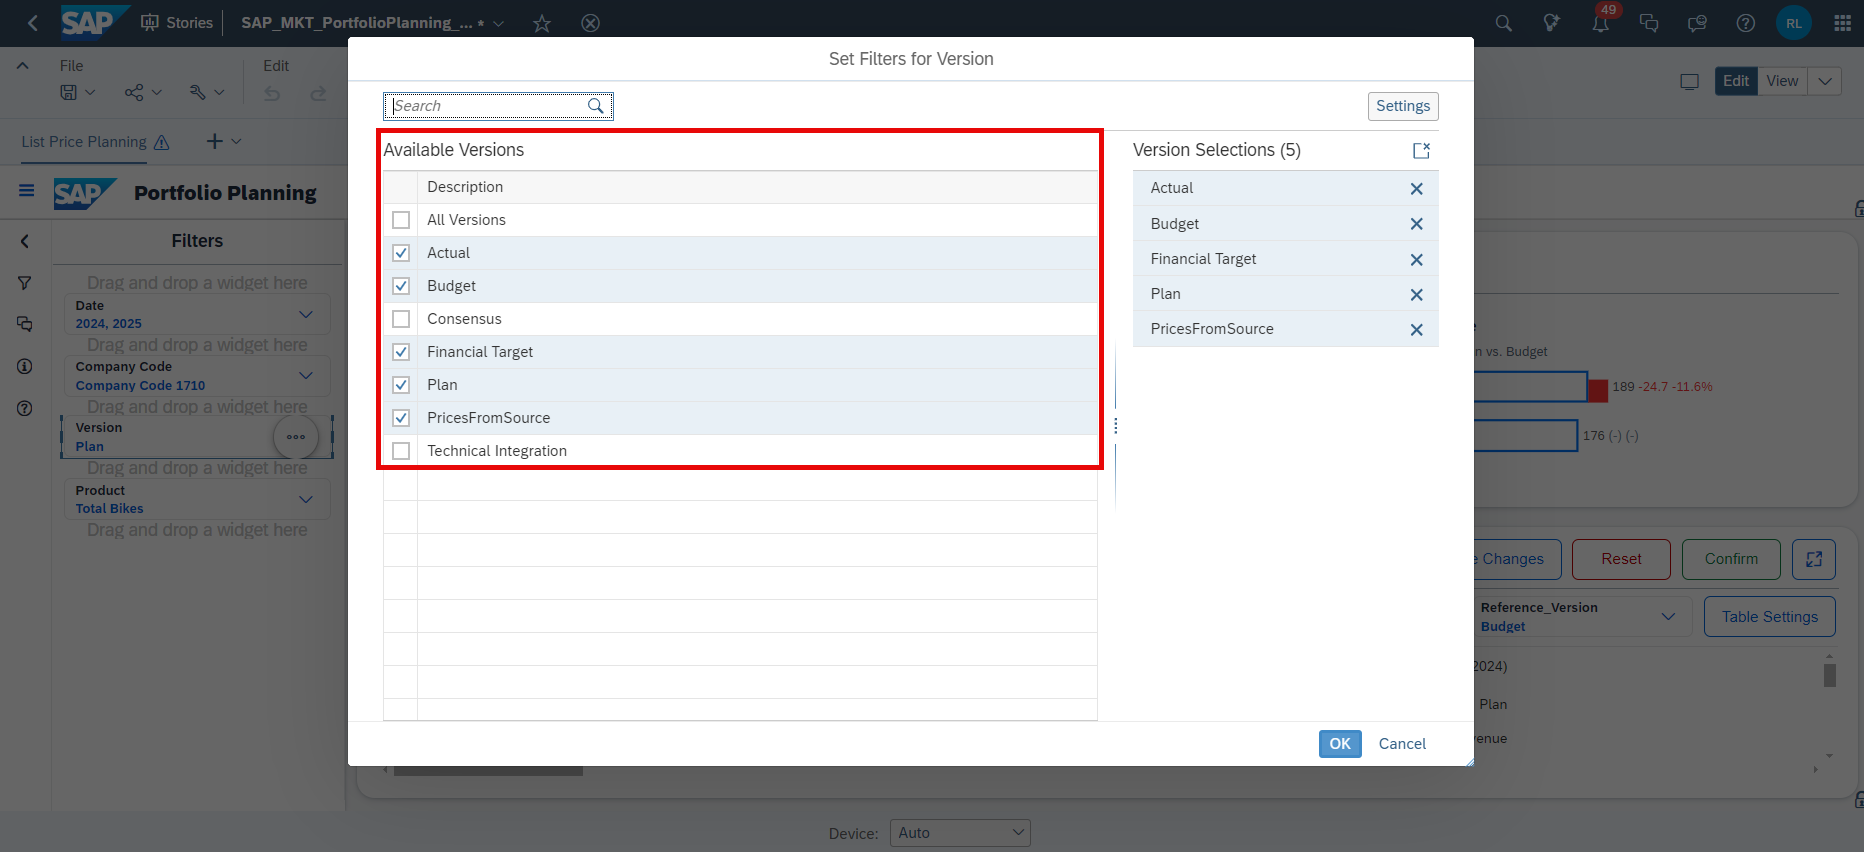 SAP Stories SAP_MKT_PortfolioPlanning_... *
49
RL
Set Filters for Version
File
Edit
Search
Settings
Edit View
List Price Planning
Available Versions
Version Selections (5)
SAP Portfolio Planning
Description
All Versions
Actual
Budget
Consensus
Financial Target
Plan
PricesFromSource
Technical Integration
Actual
Budget
Financial Target
Plan
PricesFromSource
Filters
Drag and drop a widget here
Date
2024, 2025
Drag and drop a widget here
Company Code
Company Code 1710
Drag and drop a widget here
Version
Plan
Drag and drop a widget here
Product
Total Bikes
Drag and drop a widget here
vs. Budget
189 -24.7 -11.6%
176 (-) (-)
Changes
Reset
Confirm
Reference_Version
Budget
Table Settings
2024)
Plan
OK
Cancel
Device:
Auto